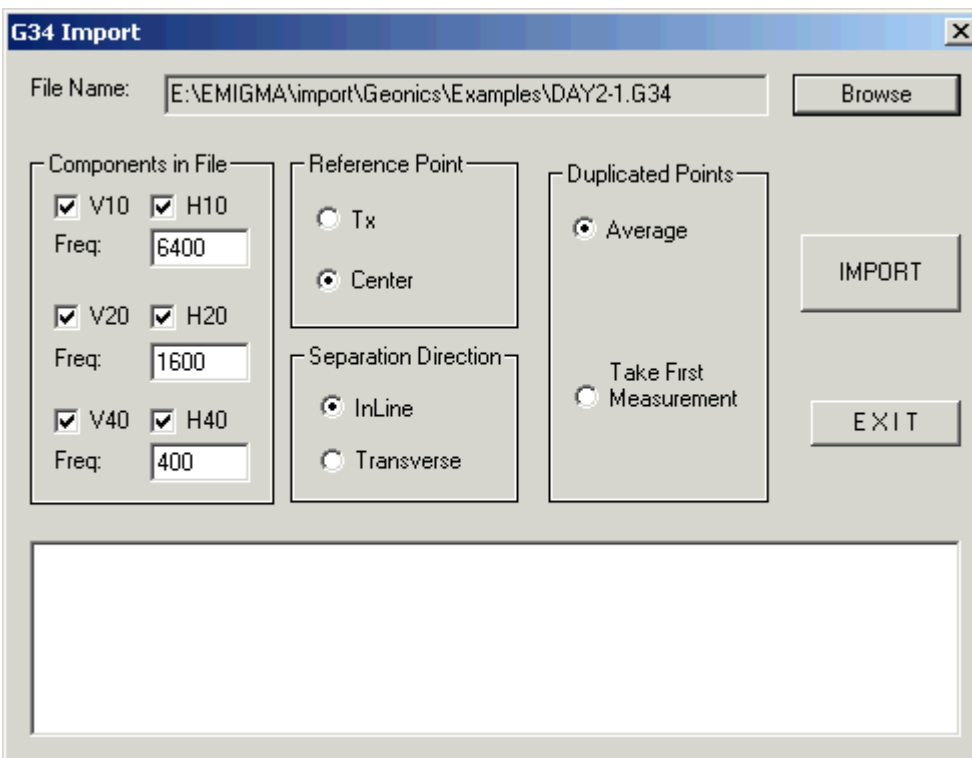 G34 Import
File Name: E:\EMIGMA\import\Geonics\Examples\DAY2-1.G34 Browse
Components in File
V10 H10
Freq: 6400
V20 H20
Freq: 1600
V40 H40
Freq: 400
Reference Point
Tx
Center
Separation Direction
InLine
Transverse
Duplicated Points
Average
Take First
Measurement
IMPORT
EXIT